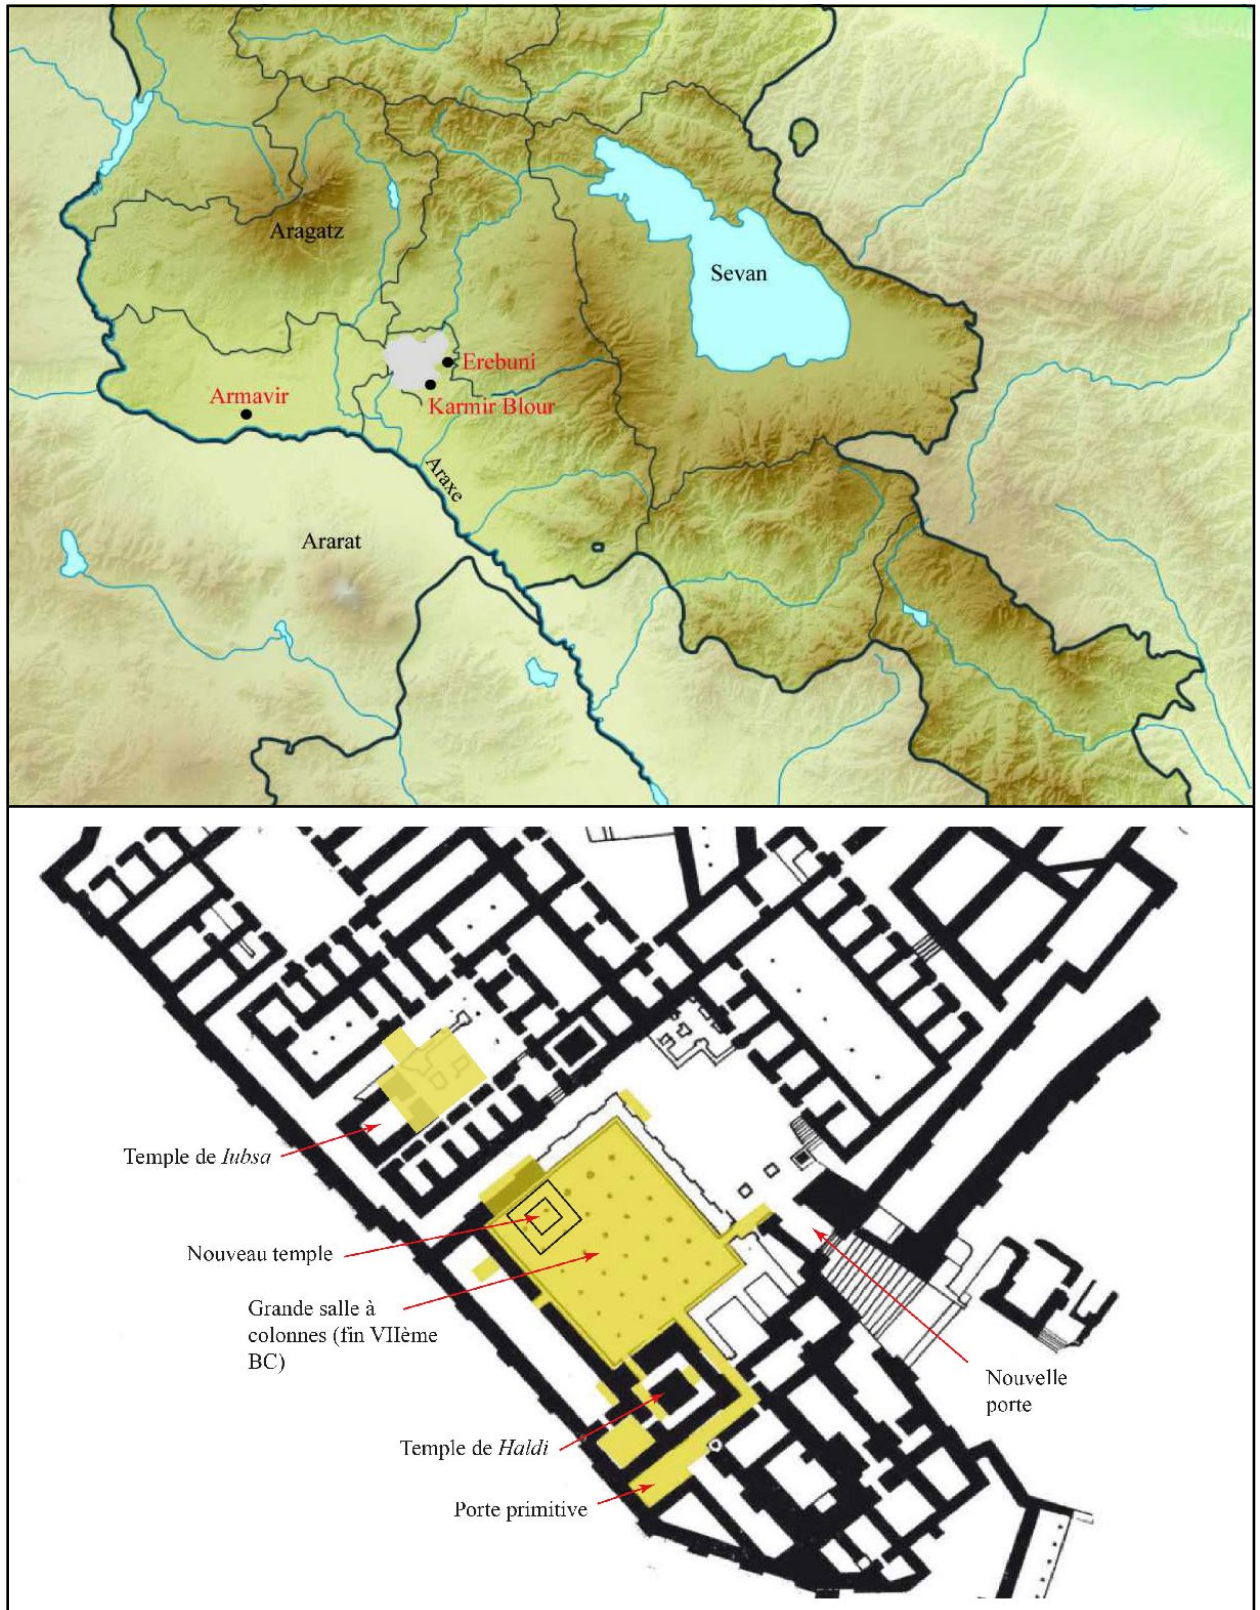 Aragatz
Sevan
Erebuni
Armavir
Karmir Blour
Araxe
Ararat
Temple de Iubsa
Nouveau temple
Grande salle à
colonnes (fin VIIème
BC)
Nouvelle
porte
Temple de Haldi
Porte primitive